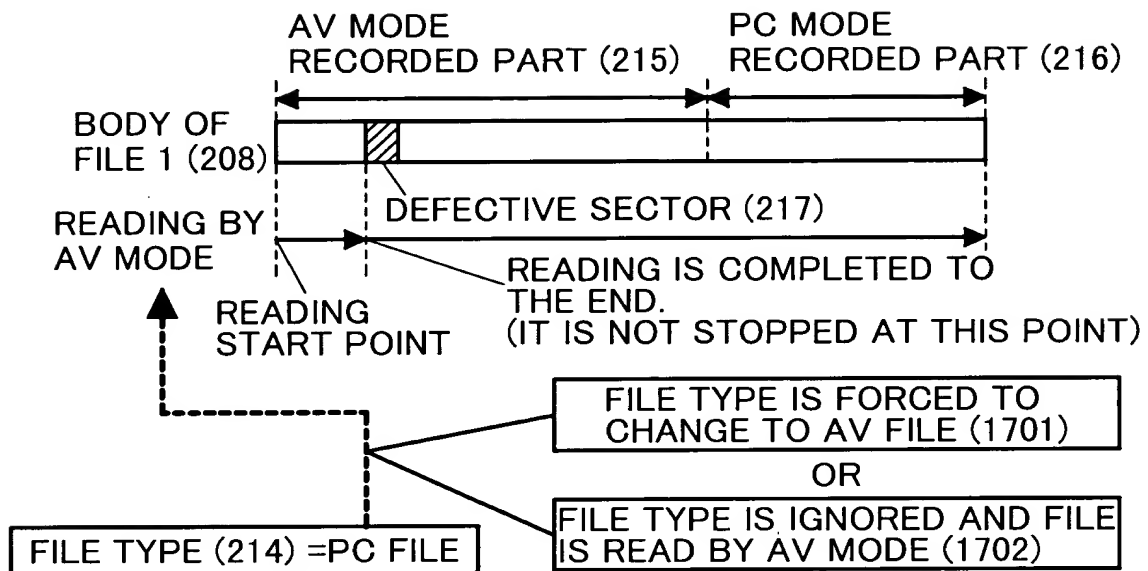 AV MODE
RECORDED PART (215)
PC MODE
RECORDED PART (216)
BODY OF
FILE 1 (208)
DEFECTIVE SECTOR (217)
READING BY
AV MODE
READING
START POINT
READING IS COMPLETED TO
THE END.
(IT IS NOT STOPPED AT THIS POINT)
FILE TYPE IS FORCED TO
CHANGE TO AV FILE (1701)
OR
FILE TYPE IS IGNORED AND FILE
IS READ BY AV MODE (1702)
FILE TYPE (214) =PC FILE